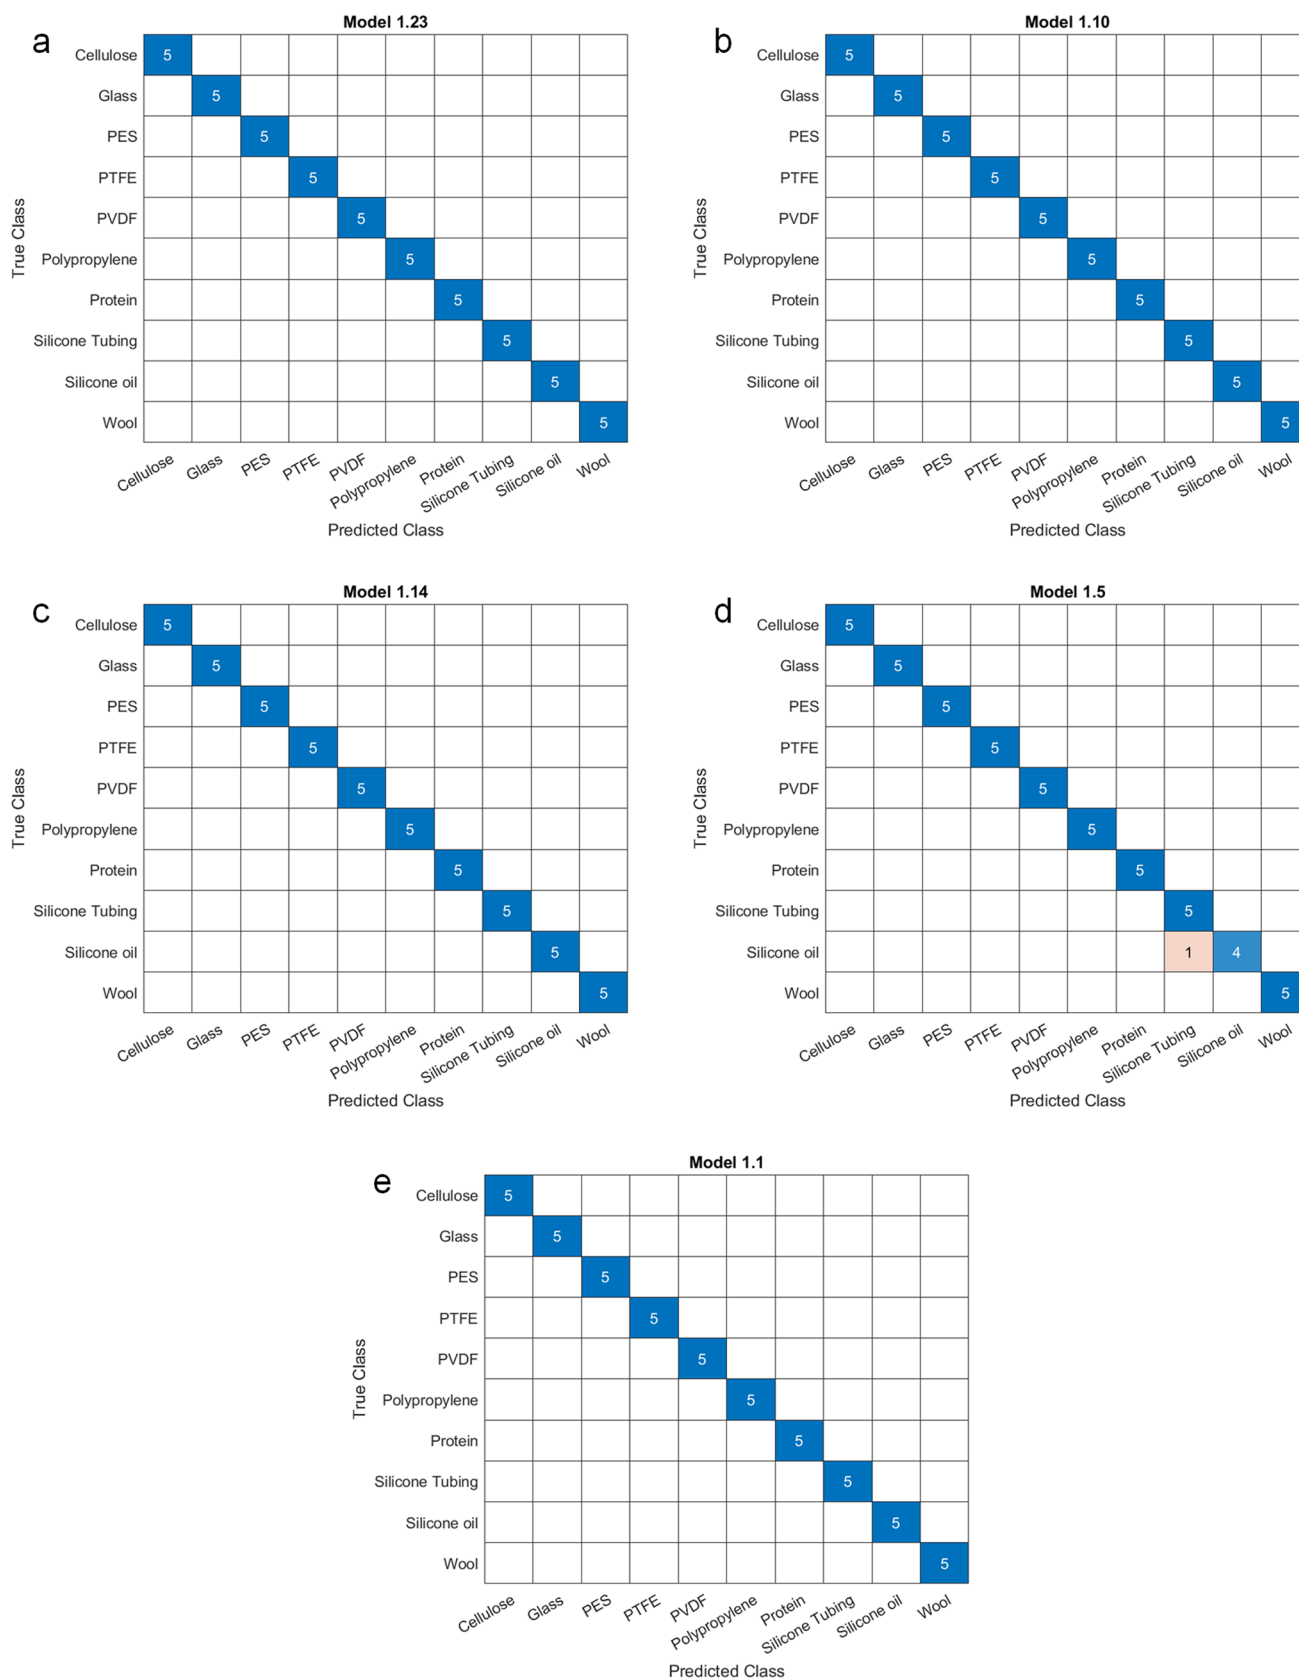 Model 1.23
a
Cellulose 5
Glass 5
PES 5
PTFE 5
PVDF 5
Polypropylene 5
Protein 5
Silicone Tubing 5
Silicone oil 5
Wool 5
True Class
Cellulose Glass PES PTFE PVDF Polypropylene Protein Silicone Tubing Silicone oil Wool
Predicted Class
Model 1.10
b
Cellulose 5
Glass 5
PES 5
PTFE 5
PVDF 5
Polypropylene 5
Protein 5
Silicone Tubing 5
Silicone oil 5
Wool 5
True Class
Cellulose Glass PES PTFE PVDF Polypropylene Protein Silicone Tubing Silicone oil Wool
Predicted Class
Model 1.14
c
Cellulose 5
Glass 5
PES 5
PTFE 5
PVDF 5
Polypropylene 5
Protein 5
Silicone Tubing 5
Silicone oil 5
Wool 5
True Class
Cellulose Glass PES PTFE PVDF Polypropylene Protein Silicone Tubing Silicone oil Wool
Predicted Class
Model 1.5
d
Cellulose 5
Glass 5
PES 5
PTFE 5
PVDF 5
Polypropylene 5
Protein 5
Silicone Tubing 5
Silicone oil 1 4
Wool 5
True Class
Cellulose Glass PES PTFE PVDF Polypropylene Protein Silicone Tubing Silicone oil Wool
Predicted Class
Model 1.1
e
Cellulose 5
Glass 5
PES 5
PTFE 5
PVDF 5
Polypropylene 5
Protein 5
Silicone Tubing 5
Silicone oil 5
Wool 5
True Class
Cellulose Glass PES PTFE PVDF Polypropylene Protein Silicone Tubing Silicone oil Wool
Predicted Class